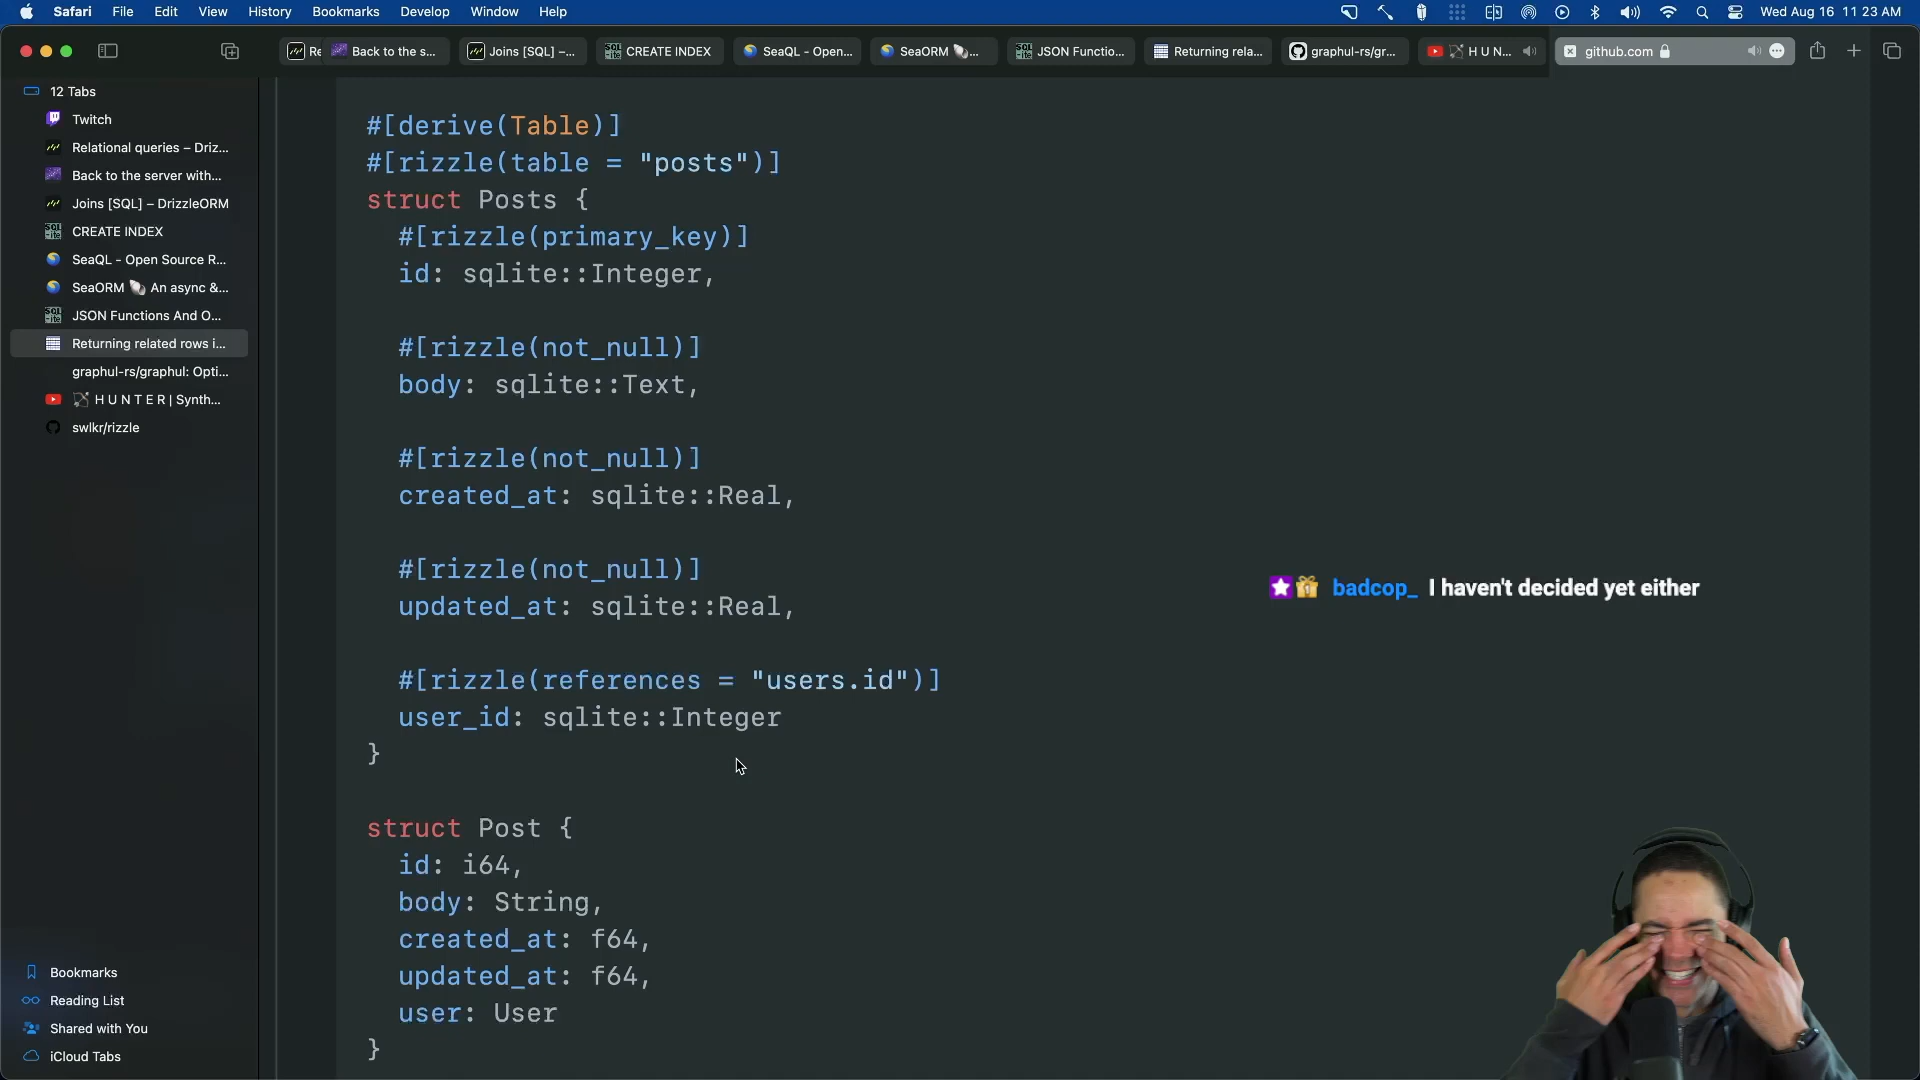 Safari File Edit View History Bookmarks Develop Window Help
Wed Aug 16 11 23 AM
Re Back to the s... Joins [SQL] –... CREATE INDEX SeaQL - Open... SeaORM 🐚... JSON Functio... Returning rela... graphul-rs/gr... H U N... github.com
12 Tabs
Twitch
Relational queries – Driz...
Back to the server with...
Joins [SQL] – DrizzleORM
CREATE INDEX
SeaQL - Open Source R...
SeaORM 🐚 An async &...
JSON Functions And O...
Returning related rows i...
graphul-rs/graphul: Opti...
🏹 H U N T E R | Synth...
swlkr/rizzle
Bookmarks
Reading List
Shared with You
iCloud Tabs
#[derive(Table)]
#[rizzle(table = "posts")]
struct Posts {
#[rizzle(primary_key)]
id: sqlite::Integer,
#[rizzle(not_null)]
body: sqlite::Text,
#[rizzle(not_null)]
created_at: sqlite::Real,
#[rizzle(not_null)]
updated_at: sqlite::Real,
#[rizzle(references = "users.id")]
user_id: sqlite::Integer
}
struct Post {
id: i64,
body: String,
created_at: f64,
updated_at: f64,
user: User
}
badcop_ I haven't decided yet either